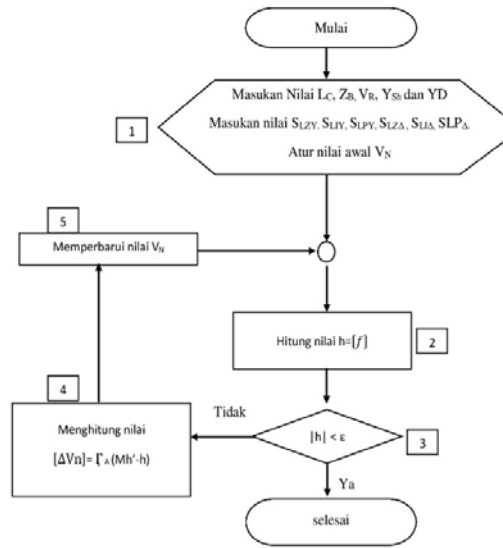 Mulai
Masukan Nilai L_C, Z_B, V_R, Y_Sh dan YD
1
Masukan nilai S_LZY, S_LIY, S_LPY, S_LZΔ, S_LIΔ, SLP_Δ.
Atur nilai awal V_N
5
Memperbarui nilai V_N
Hitung nilai h=[f]
2
4
Tidak
Menghitung nilai
|h| < ε
3
[ΔVn]= (Mh'-h)
Ya
selesai